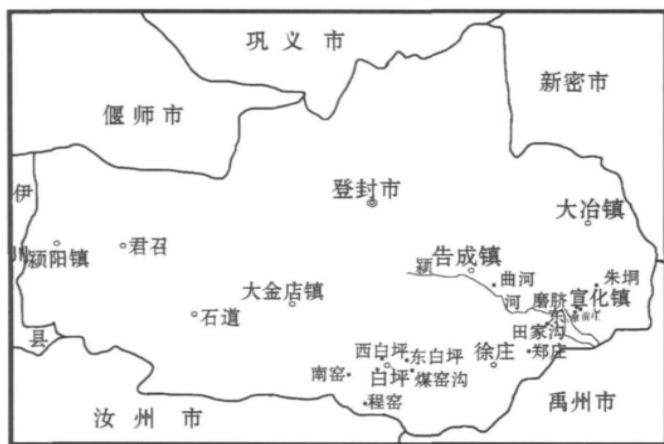 巩义市
新密市
偃师市
伊川县
登封市
大冶镇
颍阳镇
君召
告成镇
颍河
曲河
朱垌
大金店镇
石道
磨脐
宣化镇
田家沟
西白坪
东白坪
徐庄
郑庄
南窑
白坪
煤窑沟
程窑
汝州市
禹州市